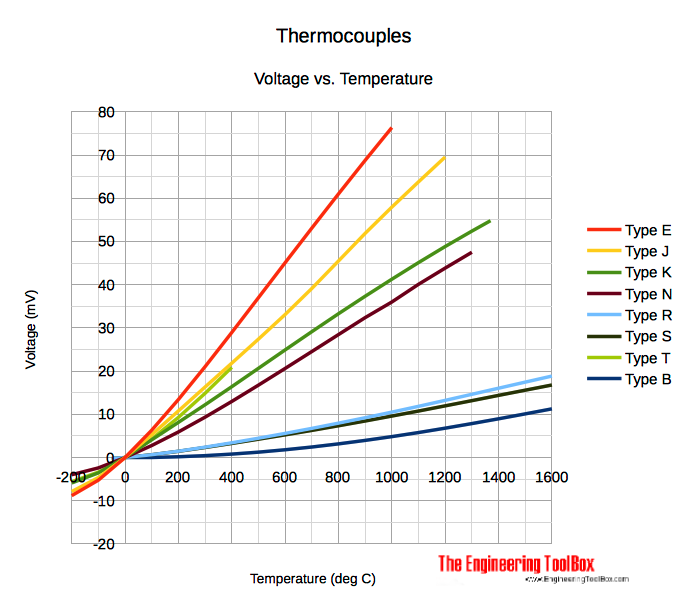 Thermocouples
Voltage vs. Temperature
80
70
60
50
40
30
20
10
0
-10
-20
-200 0 200 400 600 800 1000 1200 1400 1600
Voltage (mV)
Temperature (deg C)
Type E
Type J
Type K
Type N
Type R
Type S
Type T
Type B
The Engineering ToolBox
www.EngineeringToolBox.com